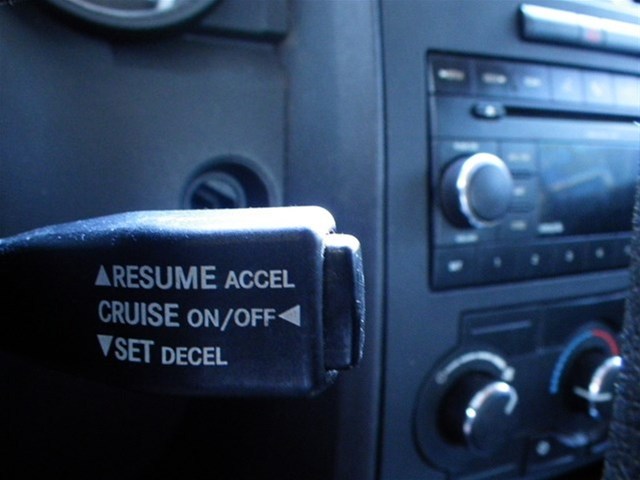 ▲RESUME ACCEL
CRUISE ON/OFF◀
▼SET DECEL